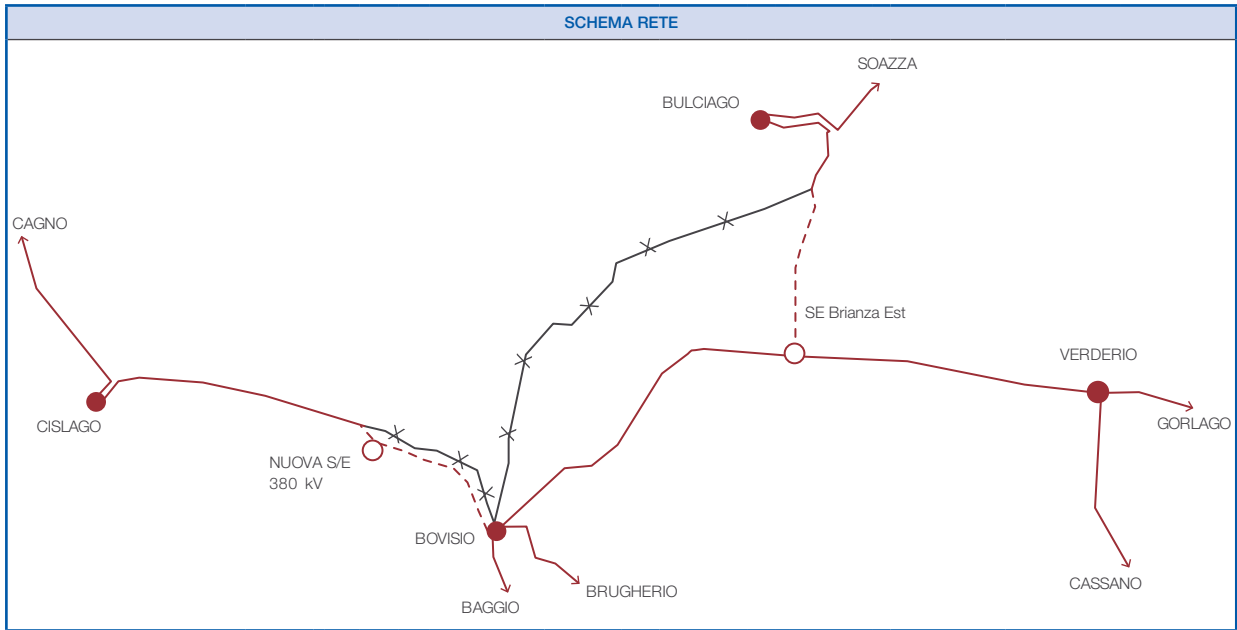 SCHEMA RETE
SOAZZA
BULCIAGO
CAGNO
SE Brianza Est
VERDERIO
GORLAGO
CISLAGO
NUOVA S/E
380 kV
BOVISIO
BRUGHERIO
CASSANO
BAGGIO